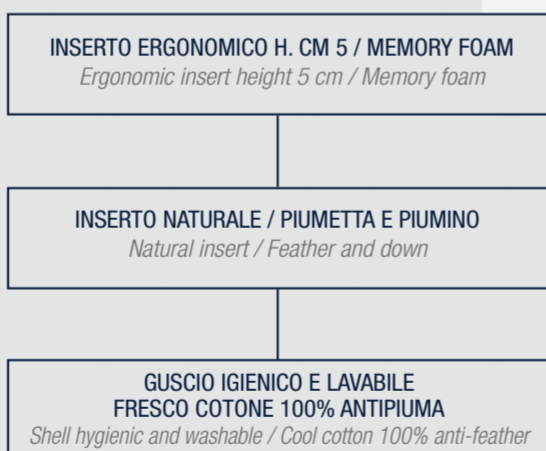 INSERTO ERGONOMICO H. CM 5 / MEMORY FOAM
Ergonomic insert height 5 cm / Memory foam
INSERTO NATURALE / PIUMETTA E PIUMINO
Natural insert / Feather and down
GUSCIO IGIENICO E LAVABILE
FRESCO COTONE 100% ANTIPIUMA
Shell hygienic and washable / Cool cotton 100% anti-feather